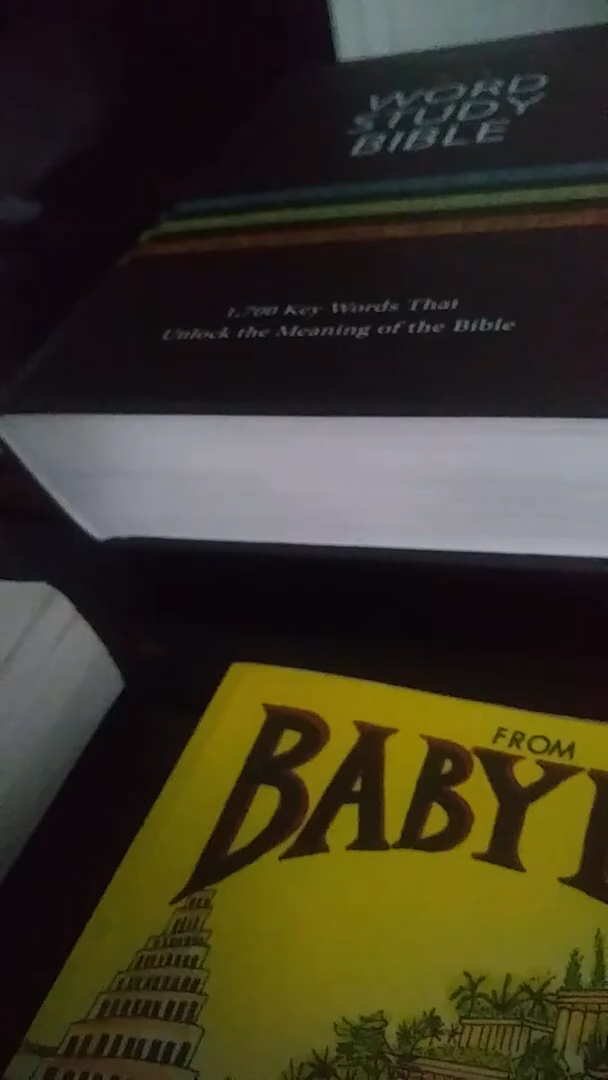 WORD
STUDY
BIBLE
1,700 Key Words That
Unlock the Meaning of the Bible
FROM
BABY